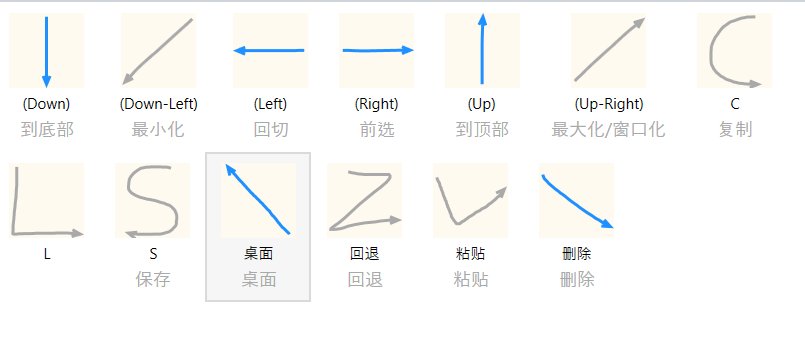 (Down) (Down-Left) (Left) (Right) (Up) (Up-Right) C
到底部 最小化 回切 前选 到顶部 最大化/窗口化 复制
L S 桌面 回退 粘贴 删除
保存 桌面 回退 粘贴 删除